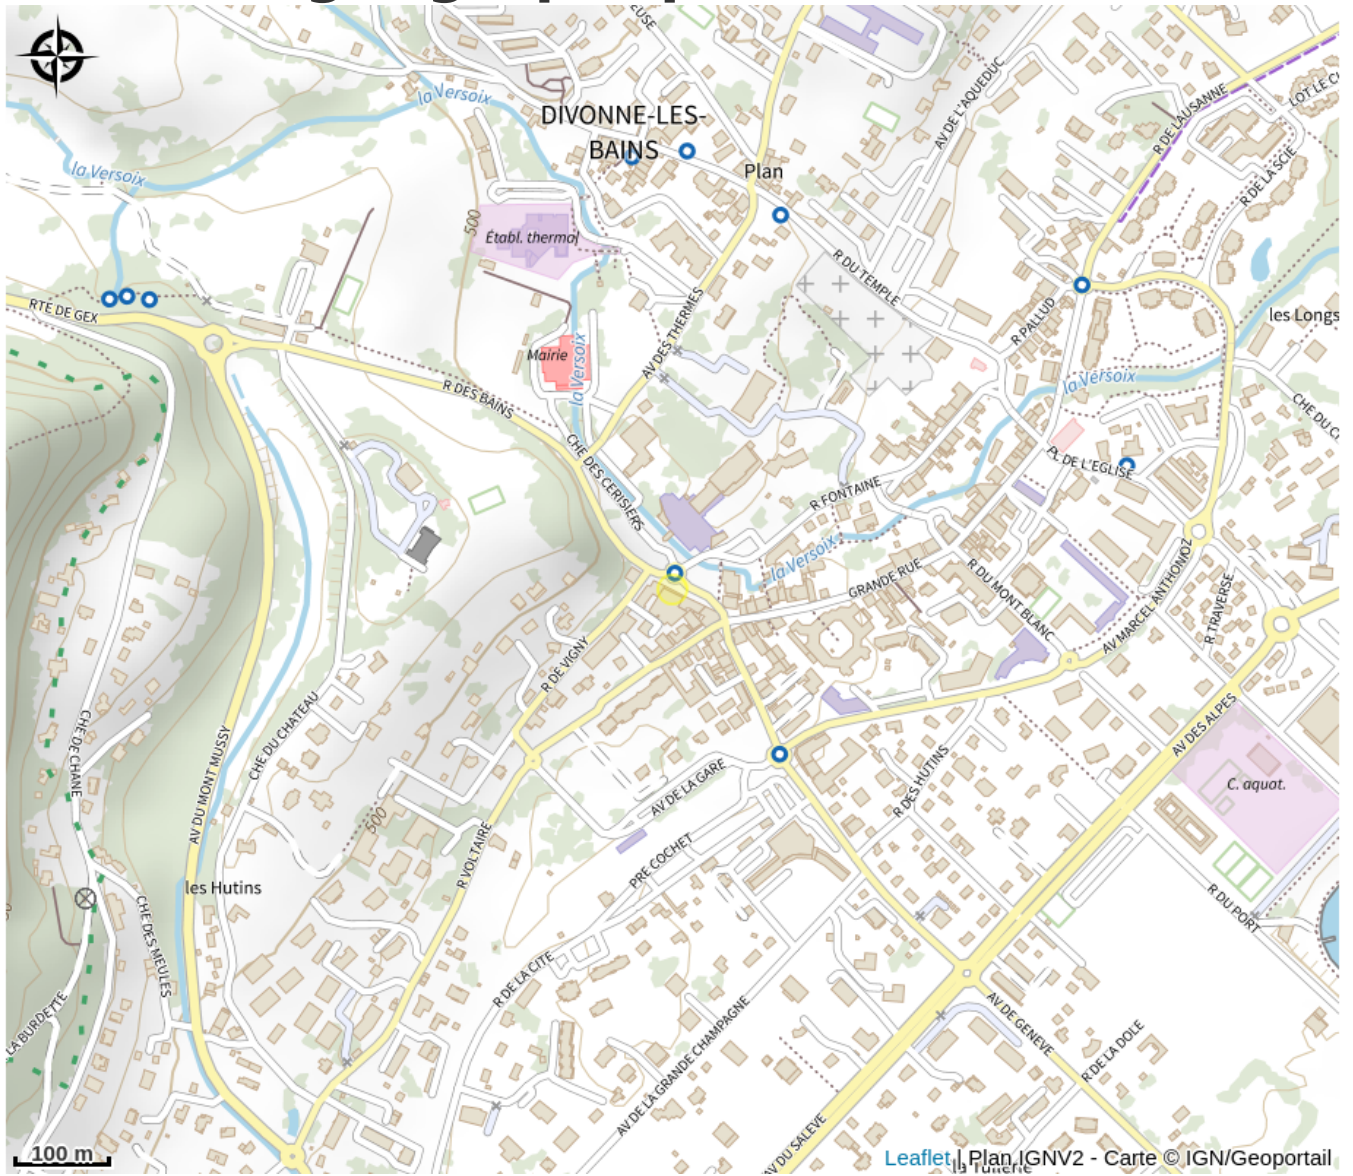 la Versoix
DIVONNE-LES-
BAINS
Plan
AV DE L'AQUEDUC
R DE LAUSANNE
R DE LA SCIE
la Versoix
500
Établ. thermal
R DU TEMPLE
RTE DE GEX
R PALLUD
les Longs
AV DES THERMES
Mairie
la Versoix
R DES BAINS
la Versoix
CHE DES CERISIERS
PL DE L'EGLISE
R FONTAINE
la Versoix
GRANDE RUE
R DU MONT BLANC
AV MARCEL ANTHONIOZ
R TRAVERSE
R DE VIGNY
CHE DE CHANE
AV DU MONT MUSSY
CHE DU CHATEAU
AV DES ALPES
AV DE LA GARE
R DES HUTINS
C. aquat.
500
R VOLTAIRE
PRE COCHET
les Hutins
R DU PORT
CHE DES MEULES
R DE LA CITE
LA BURDETTE
AV DE LA GRANDE CHAMPAGNE
AV DE GENEVE
R DE LA DOLE
AV DU SALEVE
100 m
la Tuilerie
Leaflet | Plan IGNV2 - Carte © IGN/Geoportail